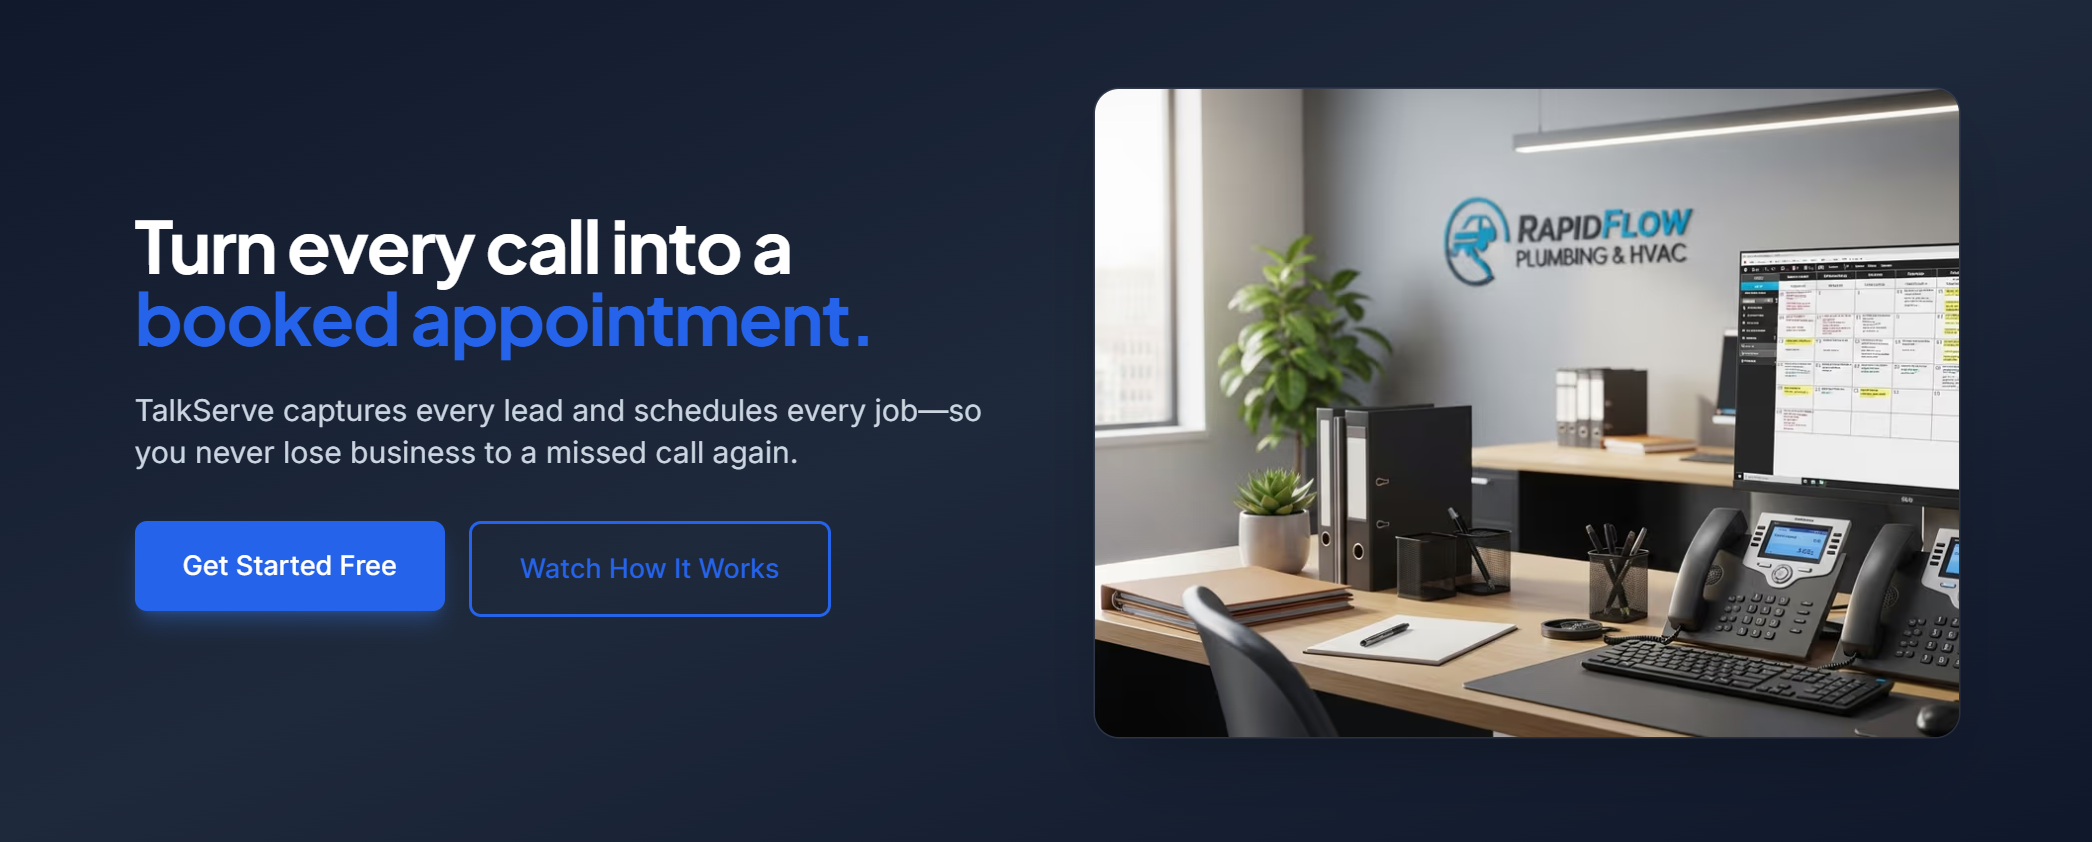 Turn every call into a
booked appointment.
TalkServe captures every lead and schedules every job—so
you never lose business to a missed call again.
Get Started Free
Watch How It Works
RAPIDFLOW
PLUMBING & HVAC